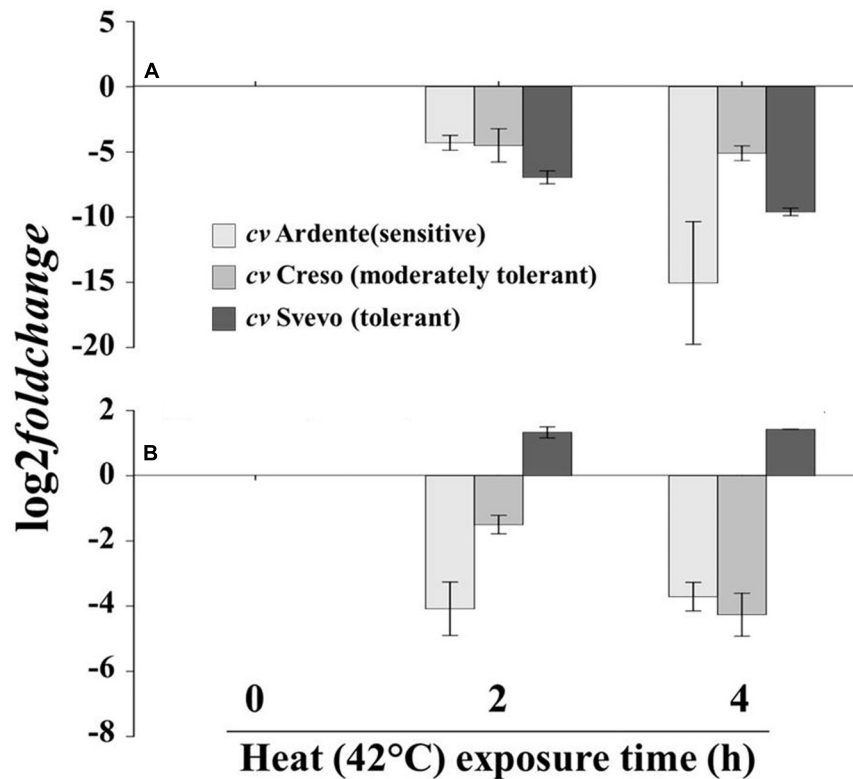 5
A
0
-5
-10
-15
-20
cv Ardente(sensitive)
cv Creso (moderately tolerant)
cv Svevo (tolerant)
log2foldchange
2
B
0
-2
-4
-6
-8
0 2 4
Heat (42°C) exposure time (h)